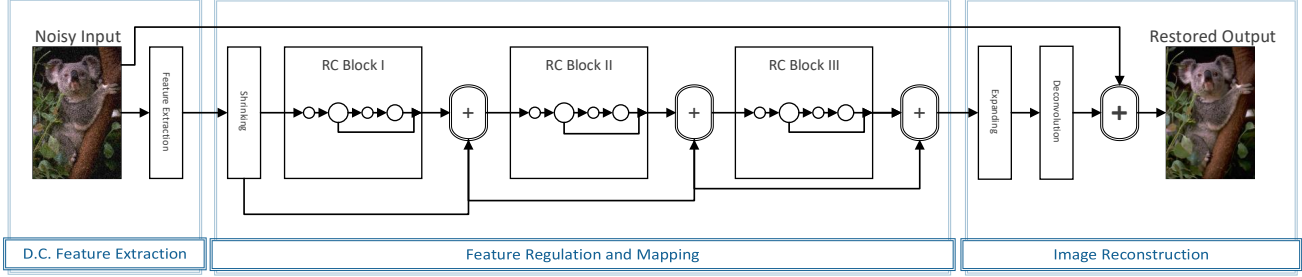 Noisy Input
Feature Extraction
Shrinking
RC Block I
+
RC Block II
+
RC Block III
+
Expanding
Deconvolution
+
Restored Output
D.C. Feature Extraction
Feature Regulation and Mapping
Image Reconstruction